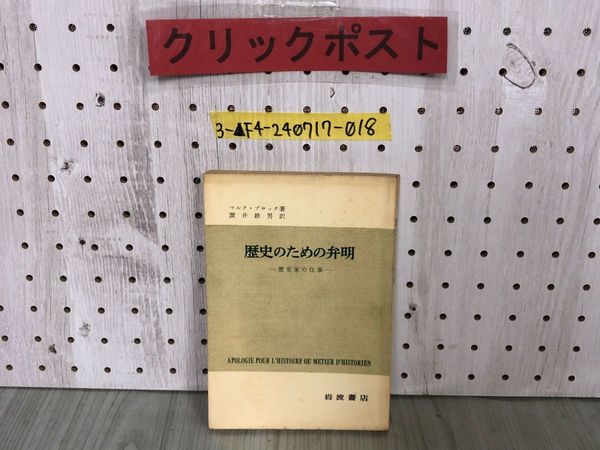 クリックポスト
3-▲F4-240717-018
マルク・ブロック著
讃井鉄男訳
歴史のための弁明
—歴史家の仕事—
APOLOGIE POUR L'HISTOIRE OU METIER D'HISTORIEN
岩波書店